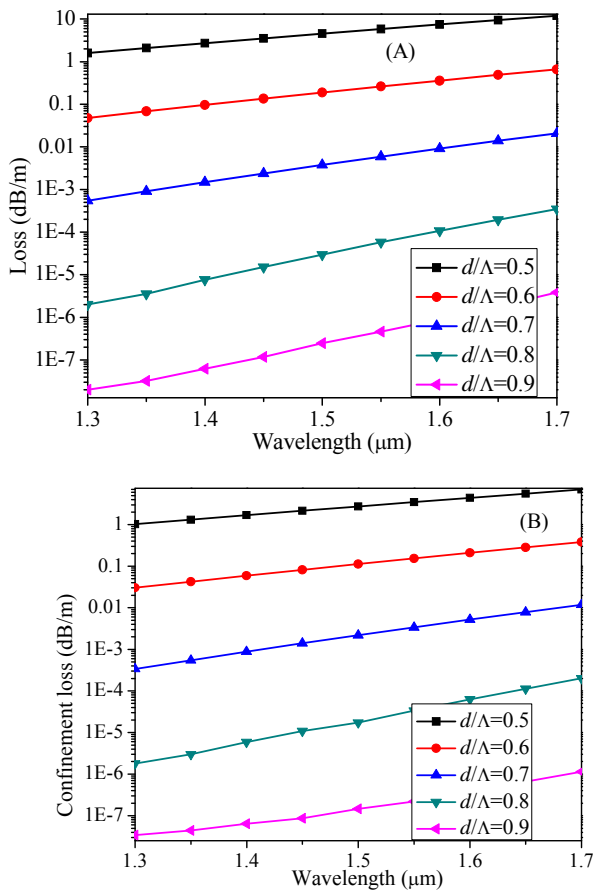 (A)
Loss (dB/m)
10
1
0.1
0.01
1E-3
1E-4
1E-5
1E-6
1E-7
d/Λ=0.5
d/Λ=0.6
d/Λ=0.7
d/Λ=0.8
d/Λ=0.9
1.3 1.4 1.5 1.6 1.7
Wavelength (μm)
(B)
Confinement loss (dB/m)
1
0.1
0.01
1E-3
1E-4
1E-5
1E-6
1E-7
d/Λ=0.5
d/Λ=0.6
d/Λ=0.7
d/Λ=0.8
d/Λ=0.9
1.3 1.4 1.5 1.6 1.7
Wavelength (μm)